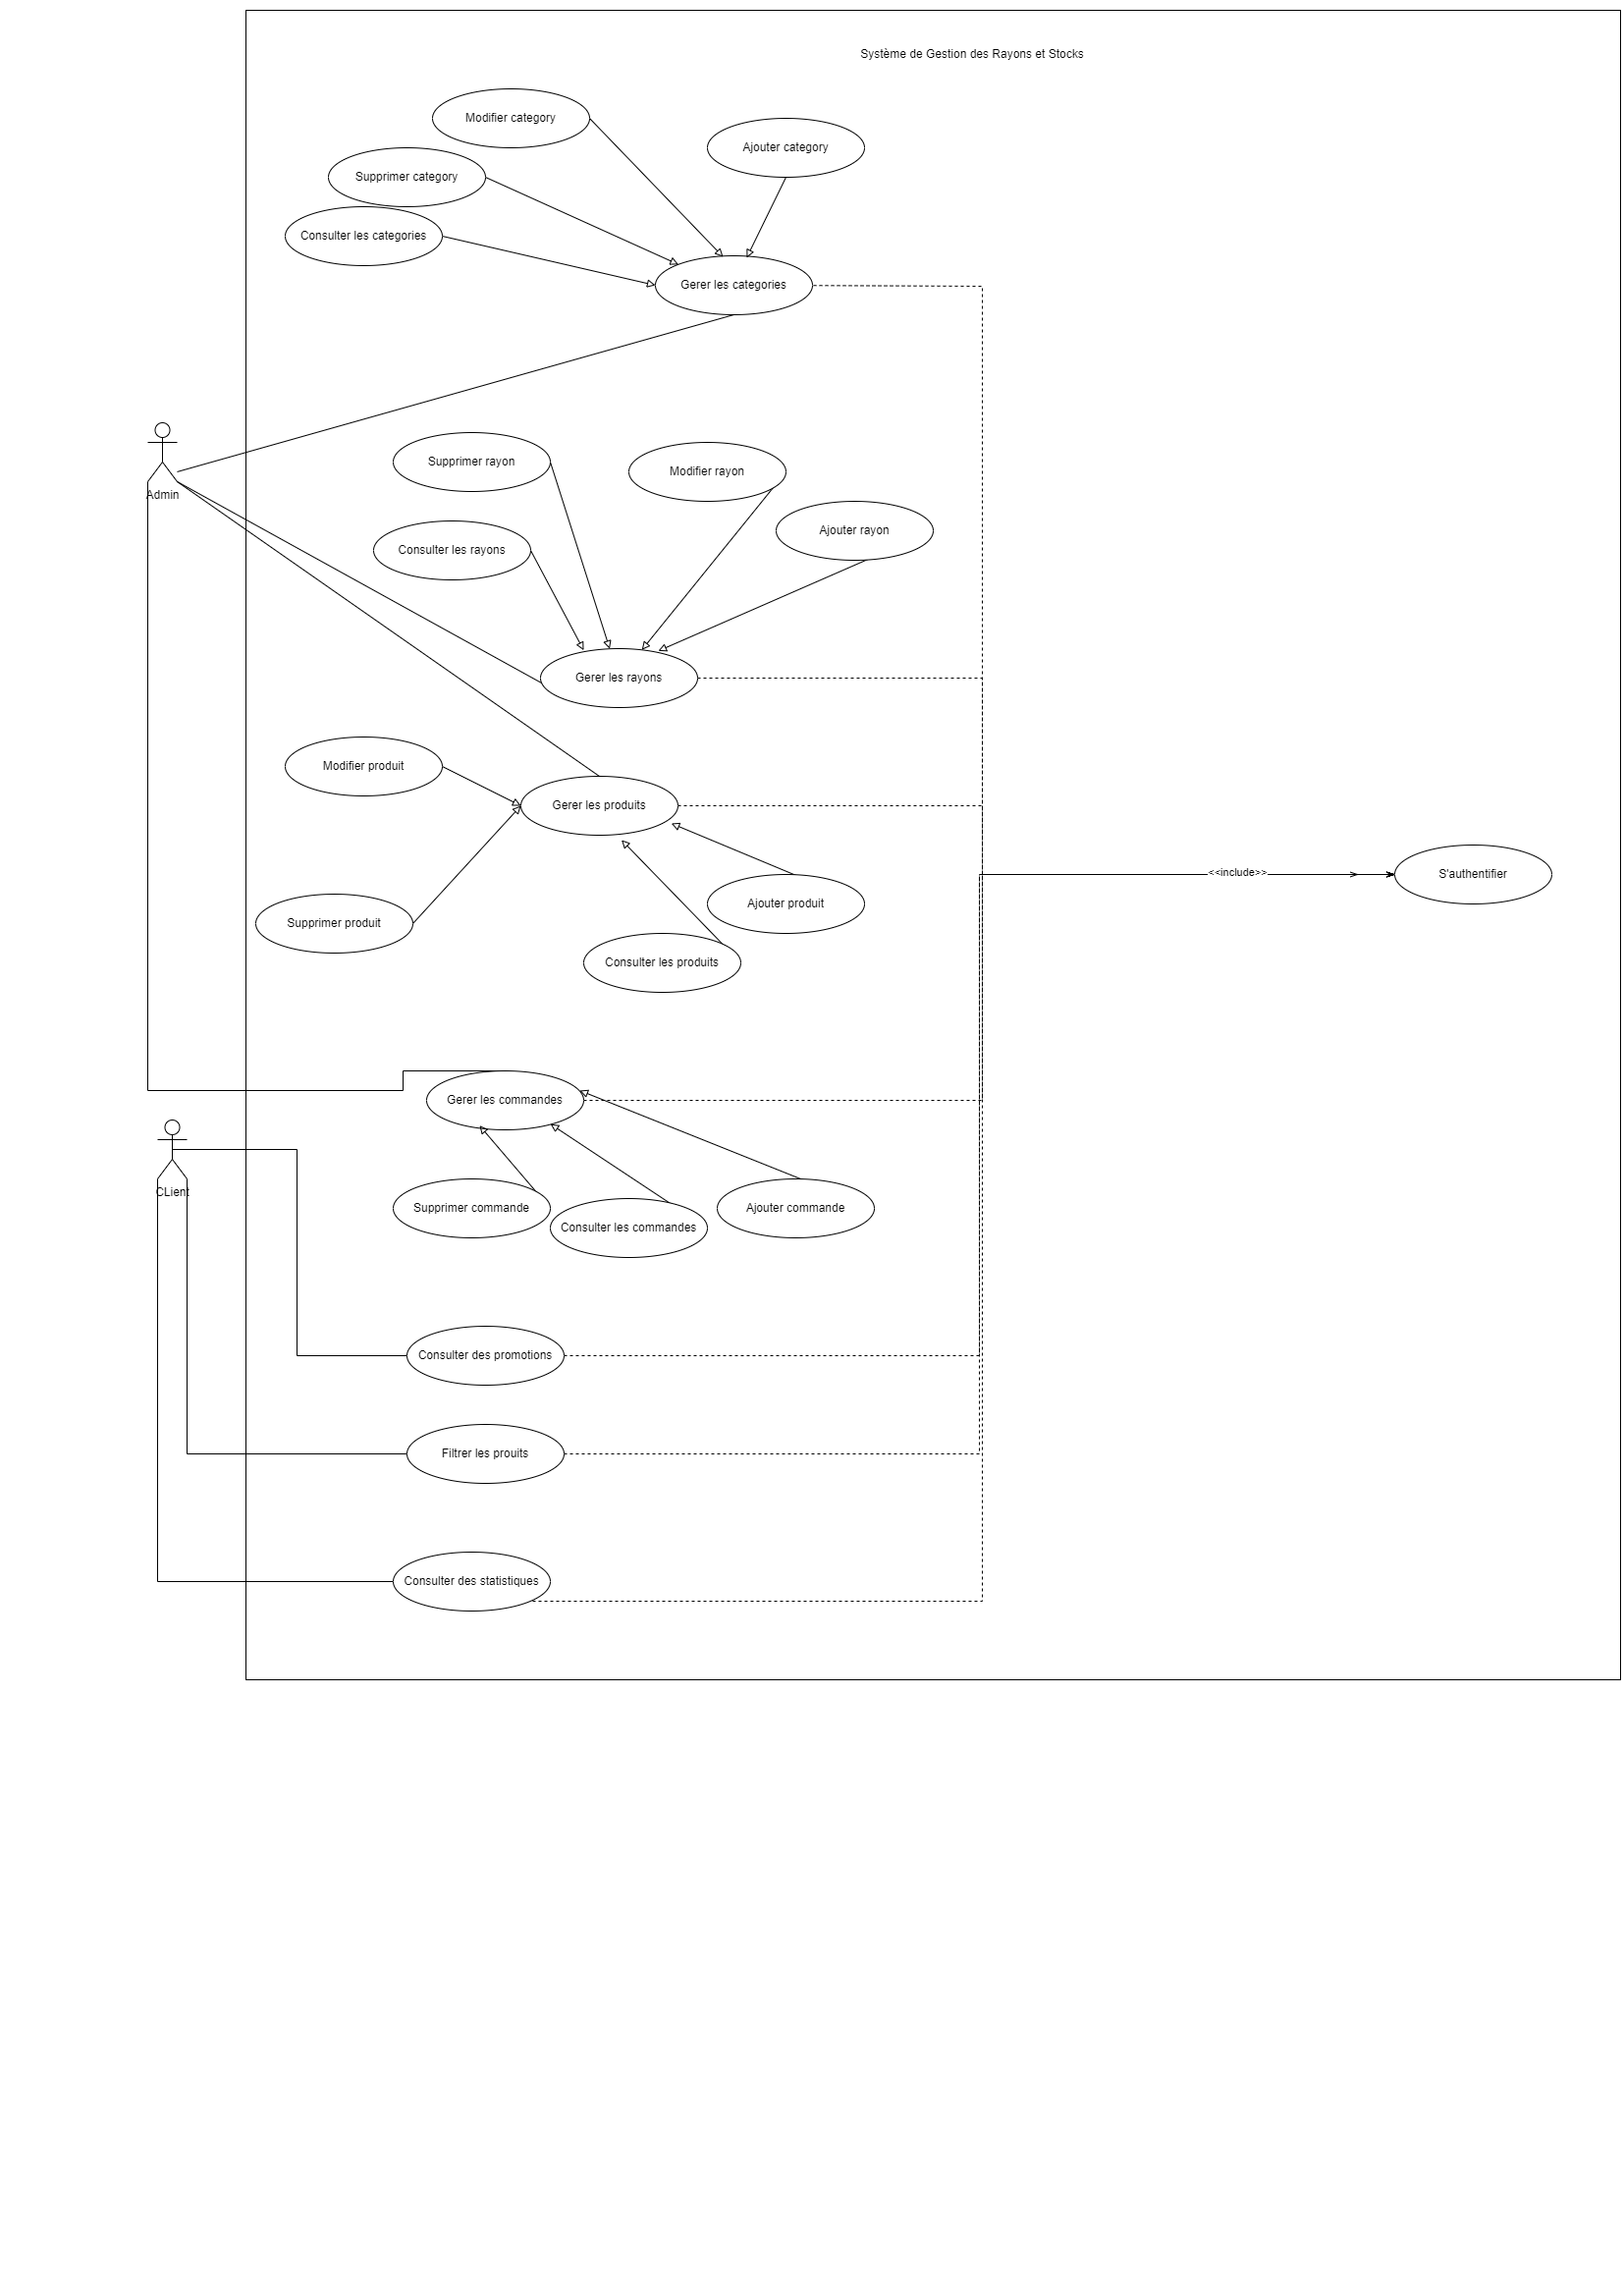 Système de Gestion des Rayons et Stocks
Modifier category
Ajouter category
Supprimer category
Consulter les categories
Gerer les categories
Admin
Supprimer rayon
Modifier rayon
Ajouter rayon
Consulter les rayons
Gerer les rayons
Modifier produit
Gerer les produits
<<include>>
S'authentifier
Ajouter produit
Supprimer produit
Consulter les produits
Gerer les commandes
CLient
Supprimer commande
Consulter les commandes
Ajouter commande
Consulter des promotions
Filtrer les prouits
Consulter des statistiques